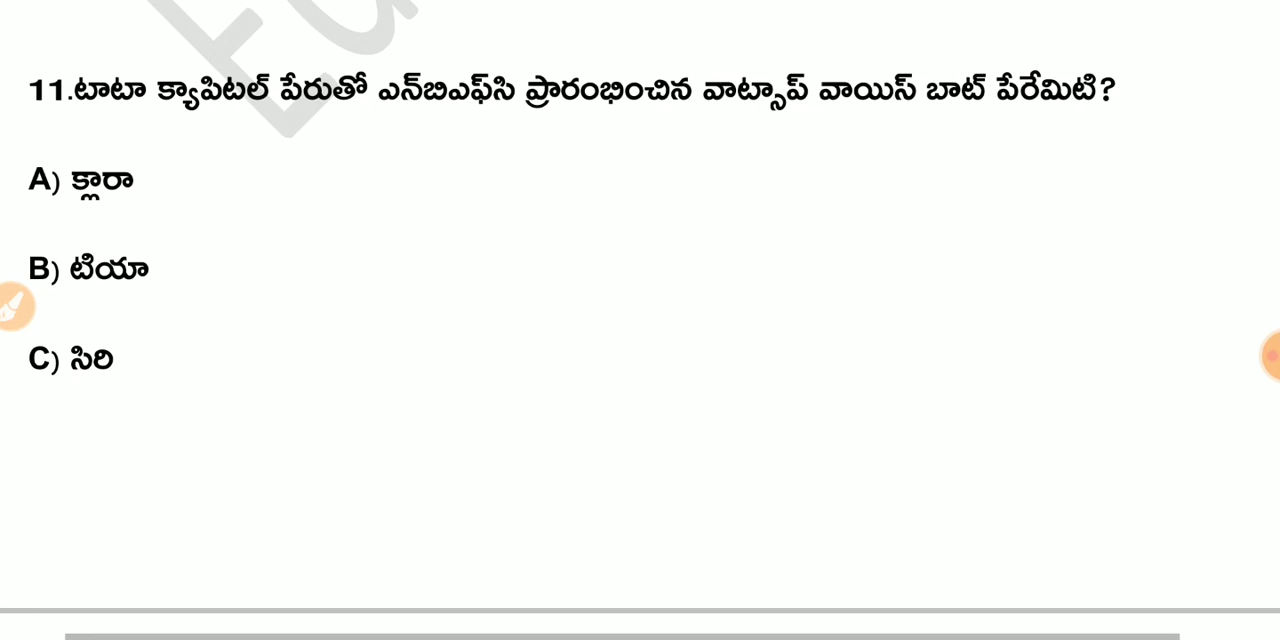 11.టాటా క్యాపిటల్ పేరుతో ఎన్‌బిఎఫ్‌సి ప్రారంభించిన వాట్సాప్ వాయిస్ బాట్ పేరేమిటి?
A) క్లారా
B) టియా
C) సిరి